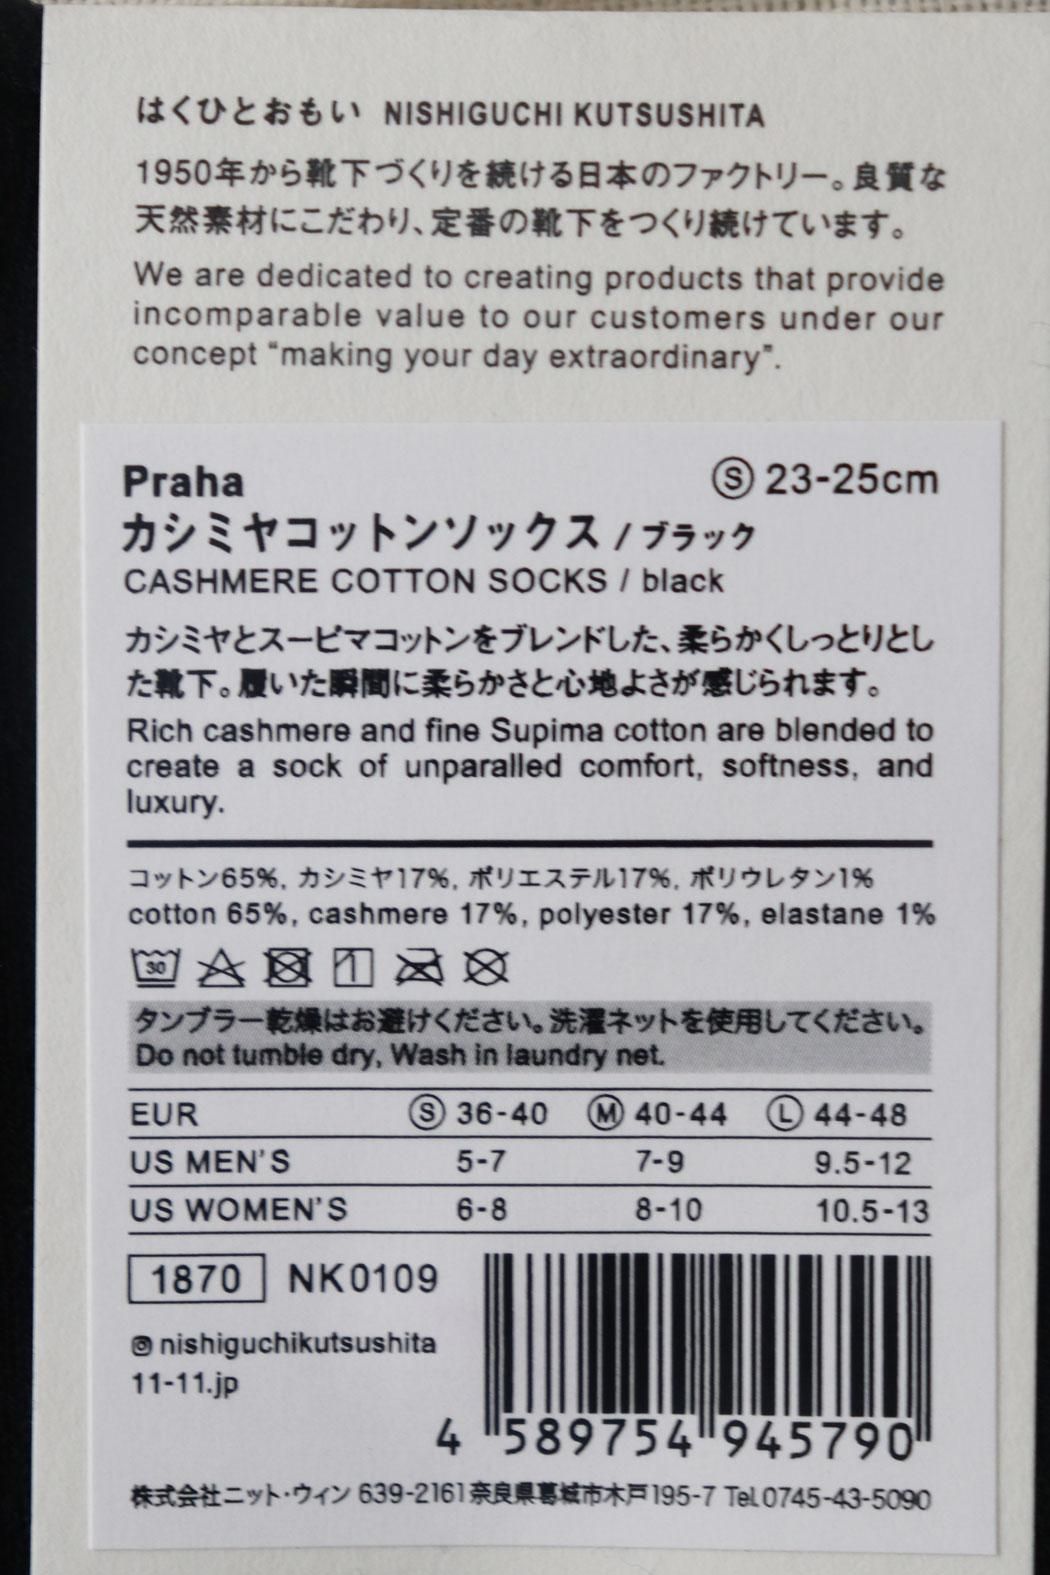 はくひとおもい NISHIGUCHI KUTSUSHITA
1950年から靴下づくりを続ける日本のファクトリー。良質な
天然素材にこだわり、定番の靴下をつくり続けています。
We are dedicated to creating products that provide
incomparable value to our customers under our
concept “making your day extraordinary”.
Praha Ⓢ 23-25cm
カシミヤコットンソックス / ブラック
CASHMERE COTTON SOCKS / black
カシミヤとスーピマコットンをブレンドした、柔らかくしっとりとし
た靴下。履いた瞬間に柔らかさと心地よさが感じられます。
Rich cashmere and fine Supima cotton are blended to
create a sock of unparalled comfort, softness, and
luxury.
コットン65%, カシミヤ17%, ポリエステル17%, ポリウレタン1%
cotton 65%, cashmere 17%, polyester 17%, elastane 1%
30
タンブラー乾燥はお避けください。洗濯ネットを使用してください。
Do not tumble dry, Wash in laundry net.
EUR Ⓢ 36-40 Ⓜ 40-44 Ⓛ 44-48
US MEN'S 5-7 7-9 9.5-12
US WOMEN'S 6-8 8-10 10.5-13
1870 NK0109
nishiguchikutsushita
11-11.jp
4 589754 945790
株式会社ニット・ウィン 639-2161奈良県葛城市木戸195-7 Tel.0745-43-5090